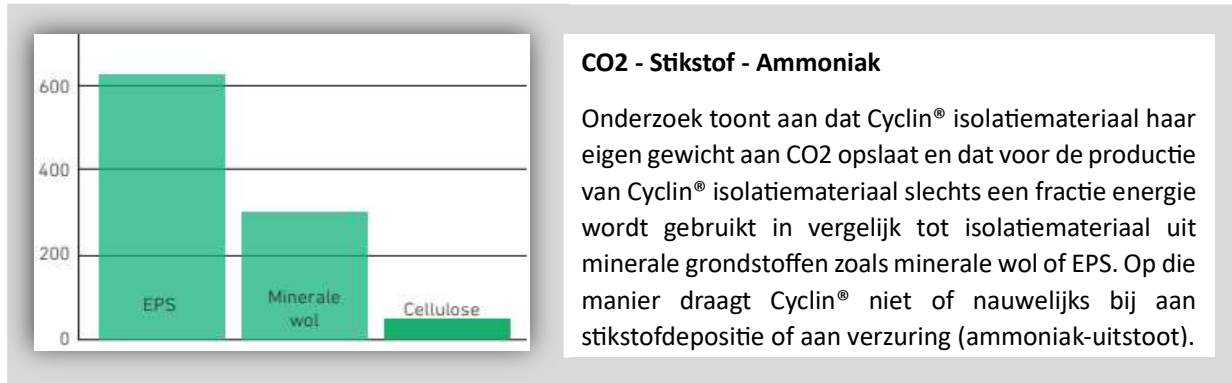 600
400
200
0
EPS
Minerale
wol
Cellulose
CO2 - Stikstof - Ammoniak
Onderzoek toont aan dat Cyclin® isolatiemateriaal haar
eigen gewicht aan CO2 opslaat en dat voor de productie
van Cyclin® isolatiemateriaal slechts een fractie energie
wordt gebruikt in vergelijk tot isolatiemateriaal uit
minerale grondstoffen zoals minerale wol of EPS. Op die
manier draagt Cyclin® niet of nauwelijks bij aan
stikstofdepositie of aan verzuring (ammoniak-uitstoot).